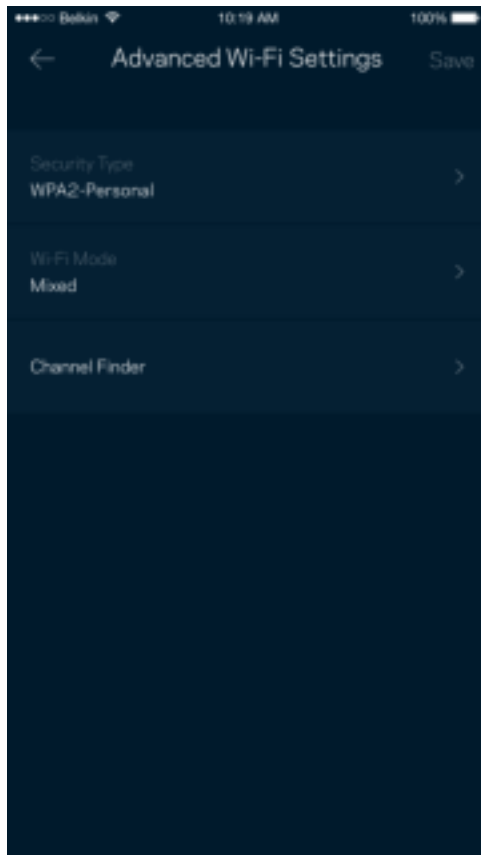 Belkin 10:19 AM 100%
Advanced Wi-Fi Settings Save
Security Type
WPA2-Personal
Wi-Fi Mode
Mixed
Channel Finder